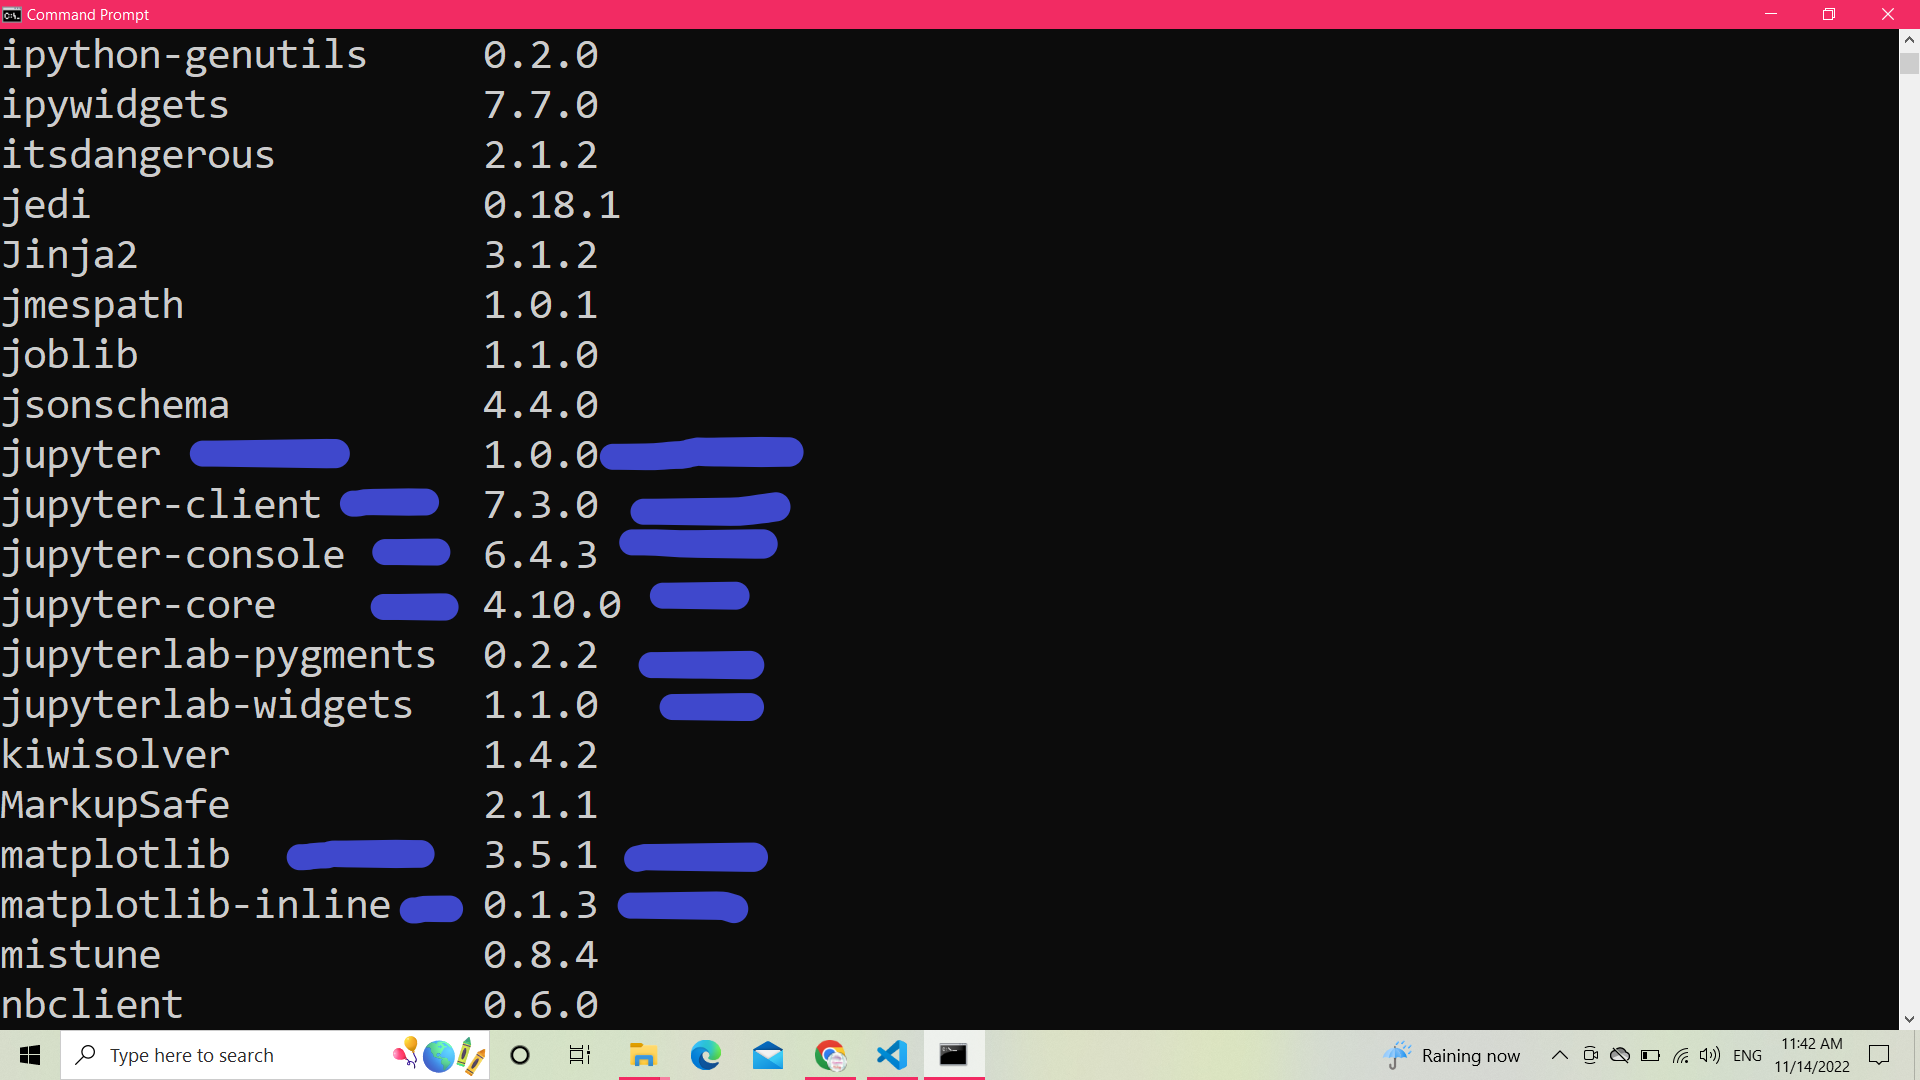 Command Prompt
ipython-genutils 0.2.0
ipywidgets 7.7.0
itsdangerous 2.1.2
jedi 0.18.1
Jinja2 3.1.2
jmespath 1.0.1
joblib 1.1.0
jsonschema 4.4.0
jupyter 1.0.0
jupyter-client 7.3.0
jupyter-console 6.4.3
jupyter-core 4.10.0
jupyterlab-pygments 0.2.2
jupyterlab-widgets 1.1.0
kiwisolver 1.4.2
MarkupSafe 2.1.1
matplotlib 3.5.1
matplotlib-inline 0.1.3
mistune 0.8.4
nbclient 0.6.0
Type here to search
Raining now
ENG
11:42 AM
11/14/2022